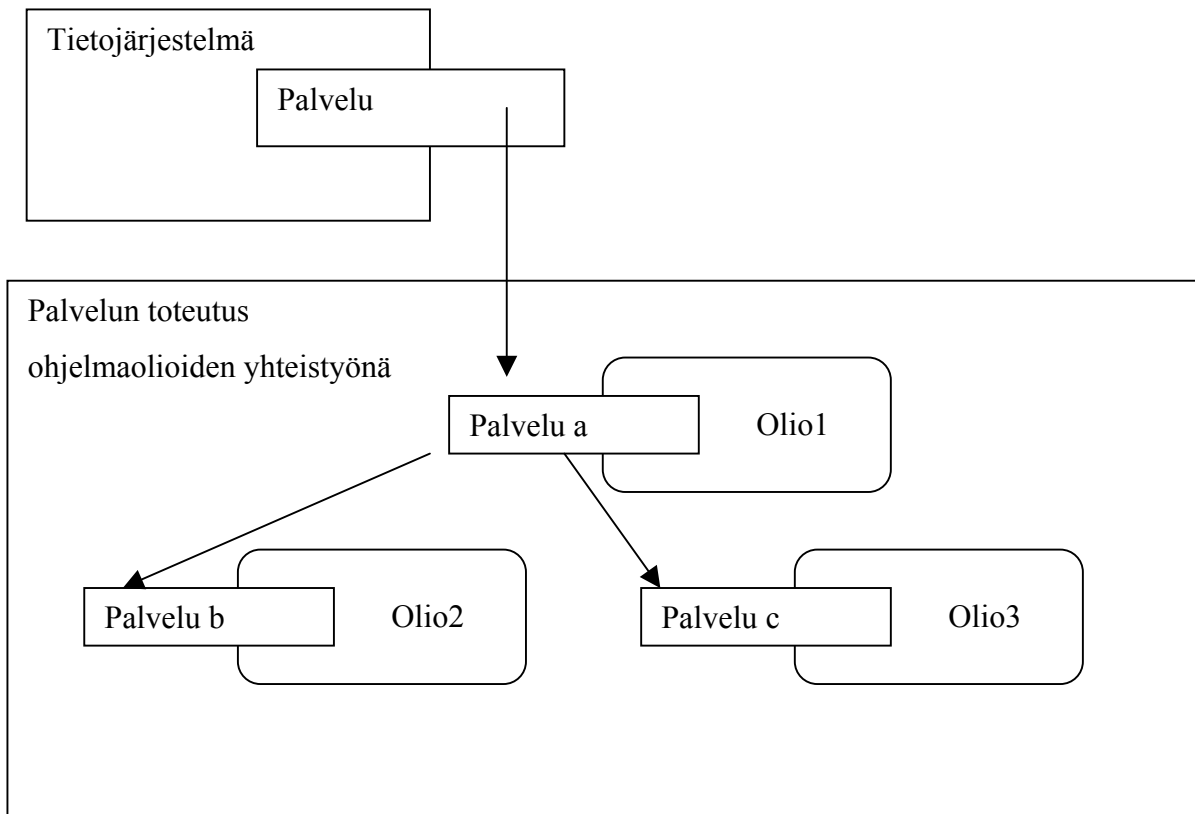 Tietojärjestelmä
Palvelu
Palvelun toteutus
ohjelmaolioiden yhteistyönä
Palvelu a
Olio1
Palvelu b
Olio2
Palvelu c
Olio3